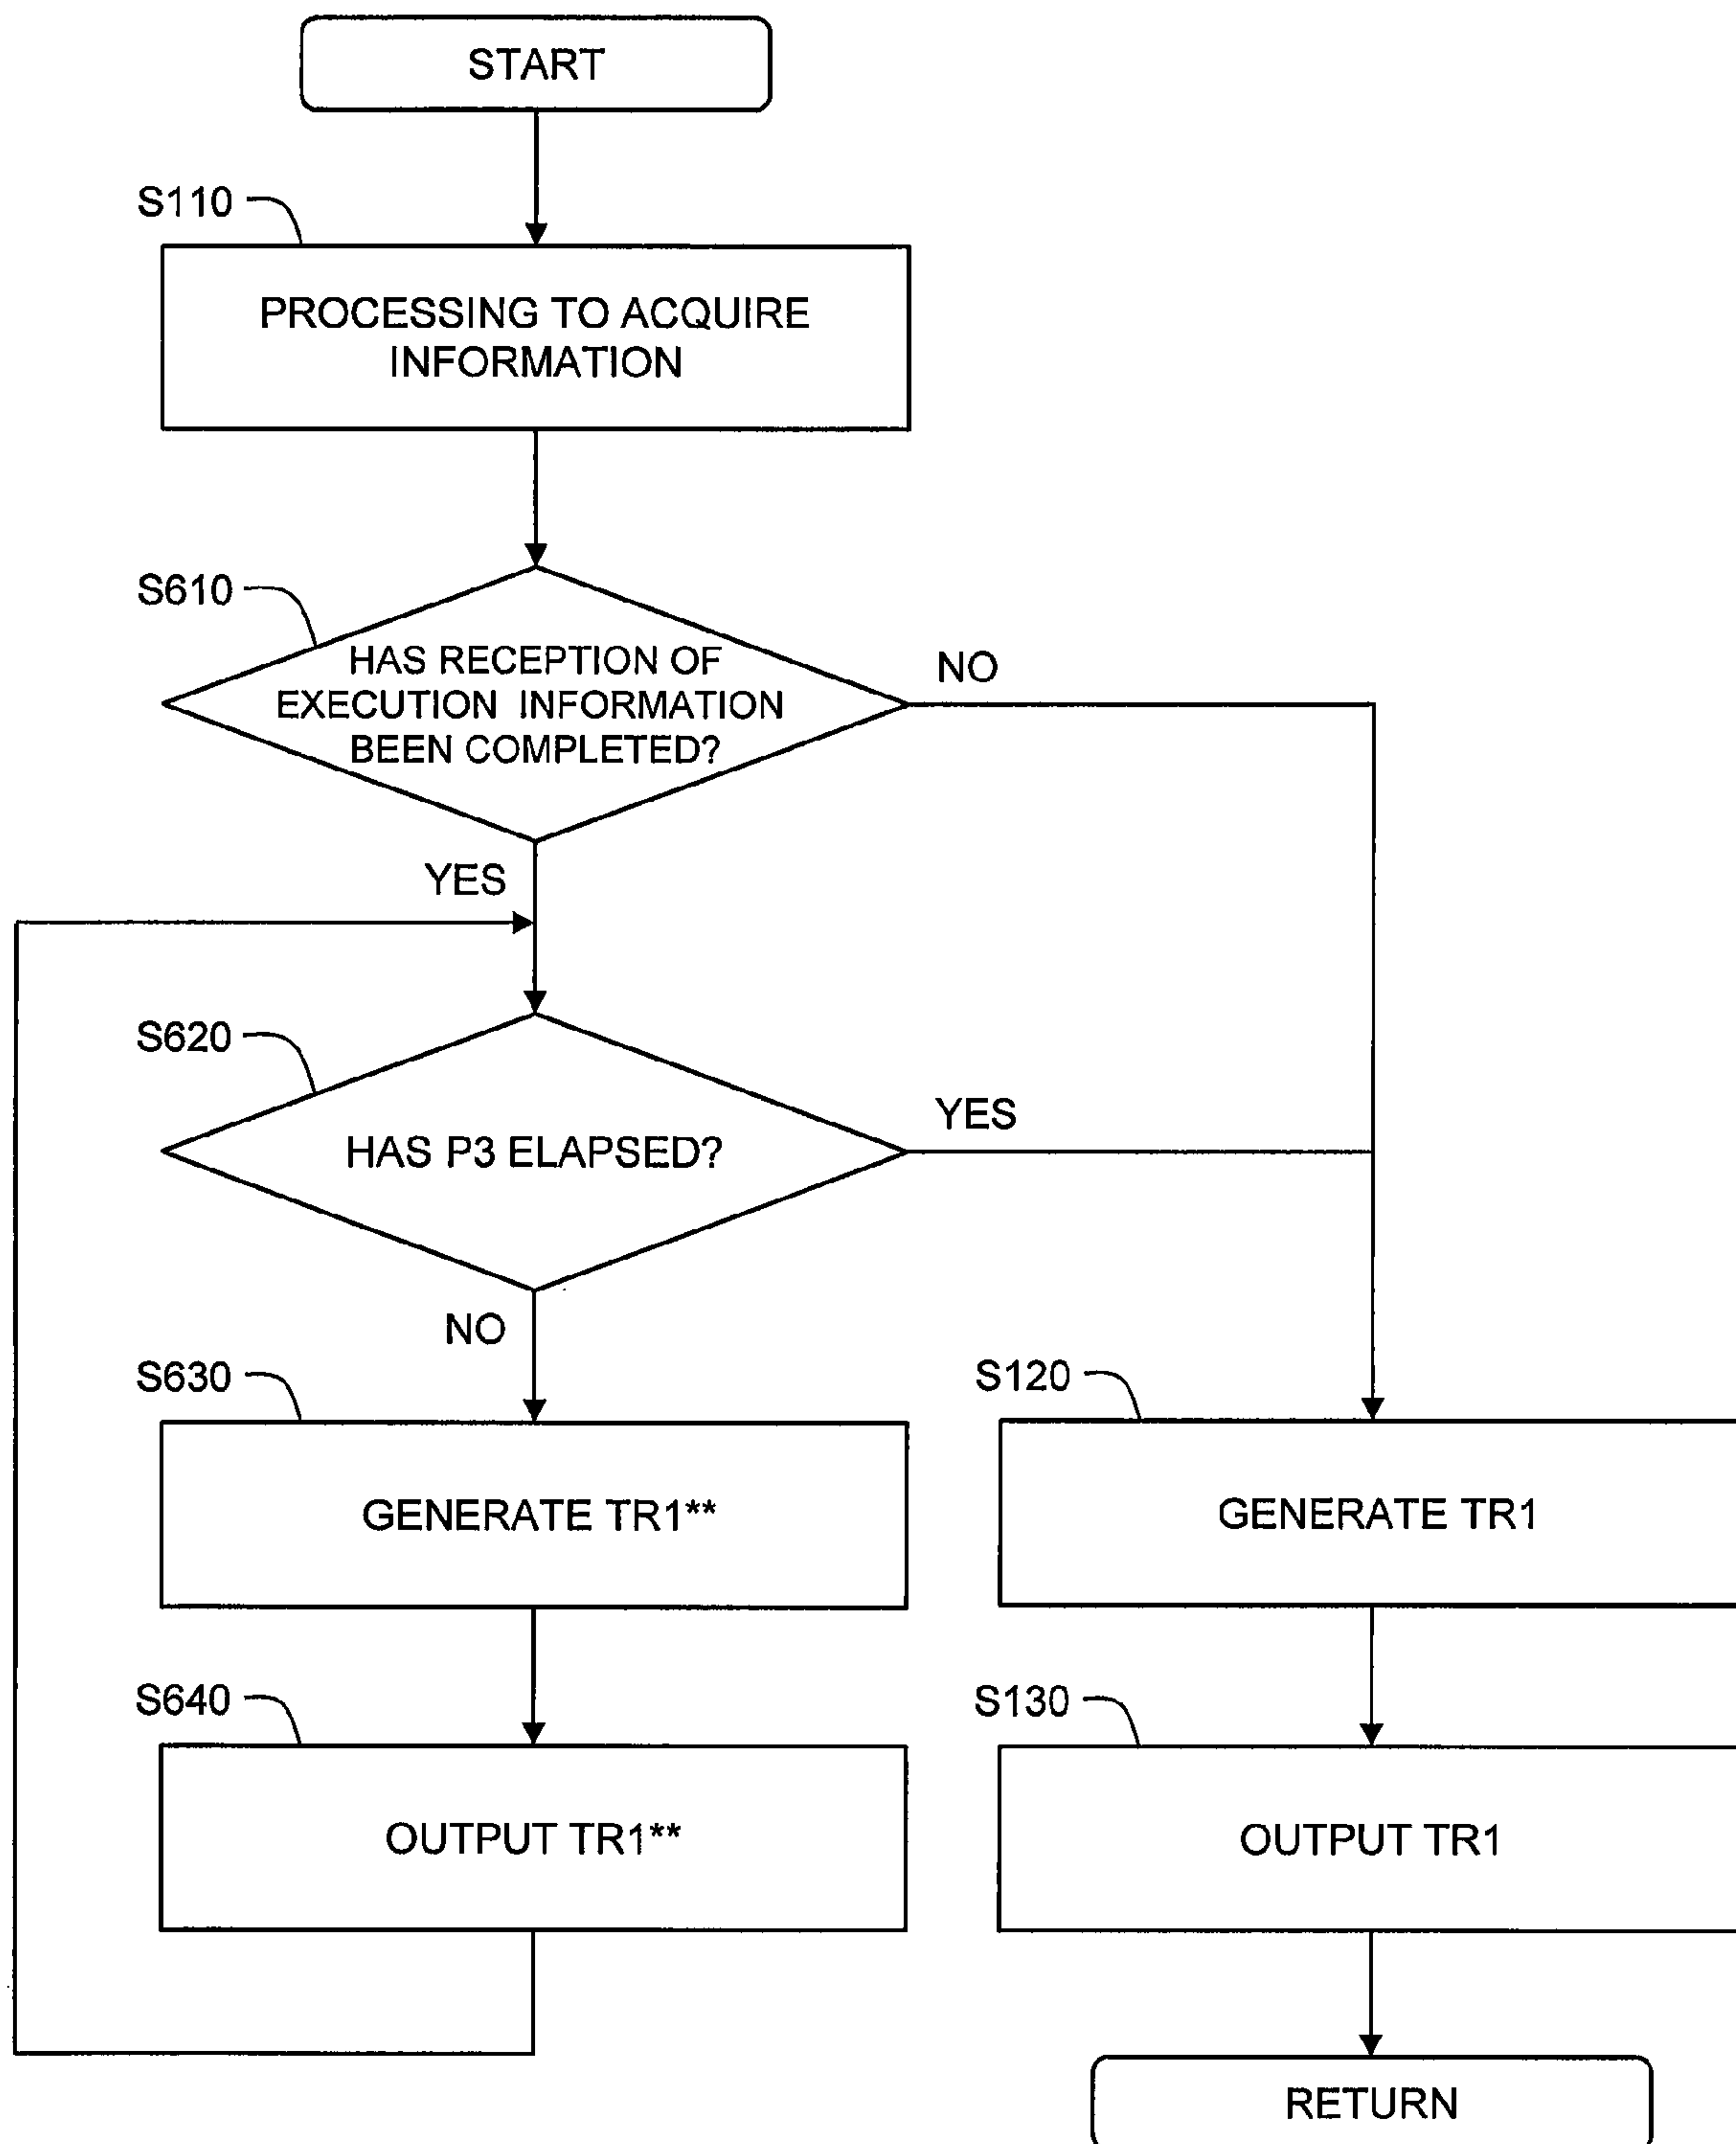 START
S110
PROCESSING TO ACQUIRE
INFORMATION
S610
HAS RECEPTION OF
EXECUTION INFORMATION
BEEN COMPLETED?
NO
YES
S620
HAS P3 ELAPSED?
YES
NO
S630
GENERATE TR1**
S120
GENERATE TR1
S640
OUTPUT TR1**
S130
OUTPUT TR1
RETURN